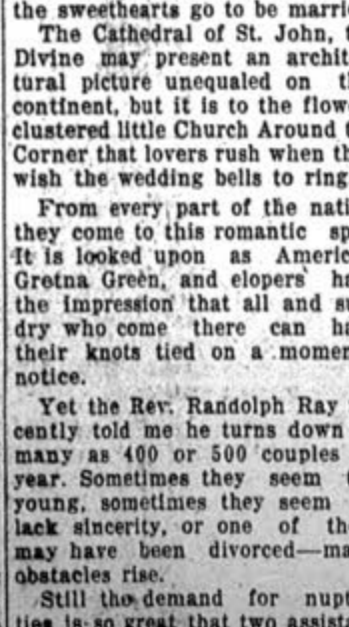 the sweethearts go to be marri
The Cathedral of St. John, t
Divine may present an archit
tural picture unequaled on t
continent, but it is to the flow
clustered little Church Around t
Corner that lovers rush when th
wish the wedding bells to ring
From every part of the nati
they come to this romantic sp
It is looked upon as Americ
Gretna Green, and elopers ha
the impression that all and su
dry who come there can ha
their knots tied on a momen
notice.
Yet the Rev. Randolph Ray
cently told me he turns down
many as 400 or 500 couples
year. Sometimes they seem t
young, sometimes they seem
lack sincerity, or one of th
may have been divorced—ma
obstacles rise.
Still the demand for nupt
ties is so great that two assista